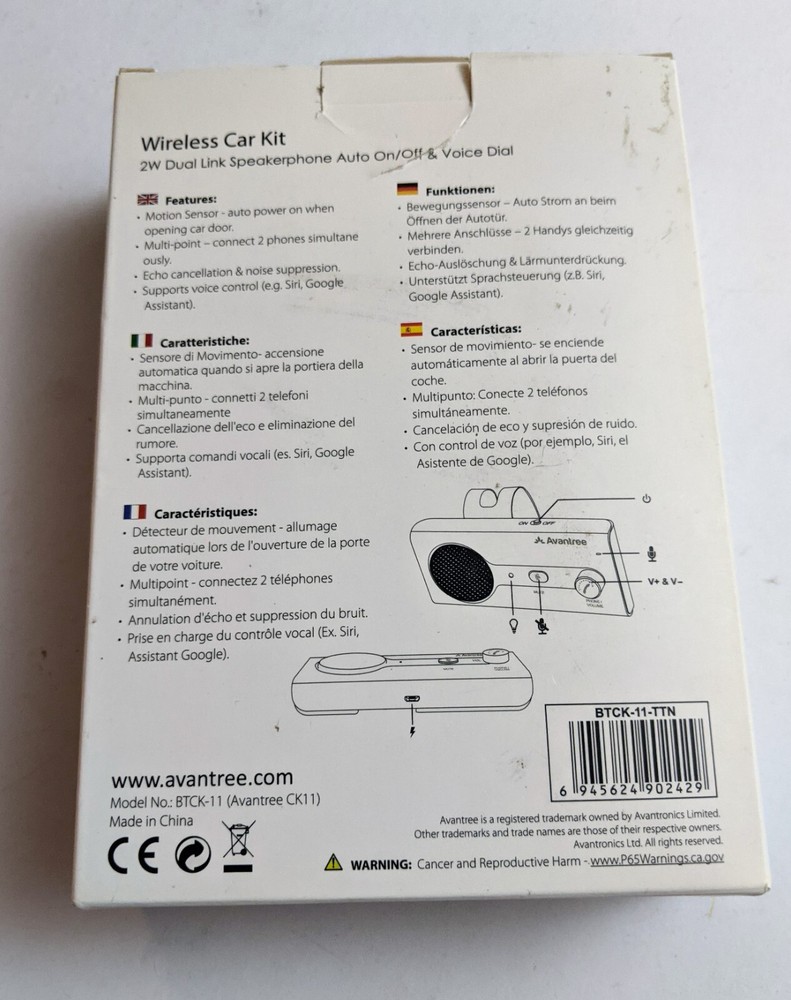 Wireless Car Kit
2W Dual Link Speakerphone Auto On/Off & Voice Dial
Features:
• Motion Sensor - auto power on when
opening car door.
• Multi-point – connect 2 phones simultane
ously.
• Echo cancellation & noise suppression.
• Supports voice control (e.g. Siri, Google
Assistant).
Funktionen:
• Bewegungssensor – Auto Strom an beim
Öffnen der Autotür.
• Mehrere Anschlüsse – 2 Handys gleichzeitig
verbinden.
• Echo-Auslöschung & Lärmunterdrückung.
• Unterstützt Sprachsteuerung (z.B. Siri,
Google Assistant).
Caratteristiche:
• Sensore di Movimento- accensione
automatica quando si apre la portiera della
macchina.
• Multi-punto - connetti 2 telefoni
simultaneamente
• Cancellazione dell'eco e eliminazione del
rumore.
• Supporta comandi vocali (es. Siri, Google
Assistant).
Características:
• Sensor de movimiento- se enciende
automáticamente al abrir la puerta del
coche.
• Multipunto: Conecte 2 teléfonos
simultáneamente.
• Cancelación de eco y supresión de ruido.
• Con control de voz (por ejemplo, Siri, el
Asistente de Google).
Caractéristiques:
• Détecteur de mouvement - allumage
automatique lors de l'ouverture de la porte
de votre voiture.
• Multipoint - connectez 2 téléphones
simultanément.
• Annulation d'écho et suppression du bruit.
• Prise en charge du contrôle vocal (Ex. Siri,
Assistant Google).
ON OFF
Avantree
V+ & V–
BTCK-11-TTN
6 945624 902429
www.avantree.com
Model No.: BTCK-11 (Avantree CK11)
Made in China
CE
Avantree is a registered trademark owned by Avantronics Limited.
Other trademarks and trade names are those of their respective owners.
Avantronics Ltd. All rights reserved.
WARNING: Cancer and Reproductive Harm - www.P65Warnings.ca.gov